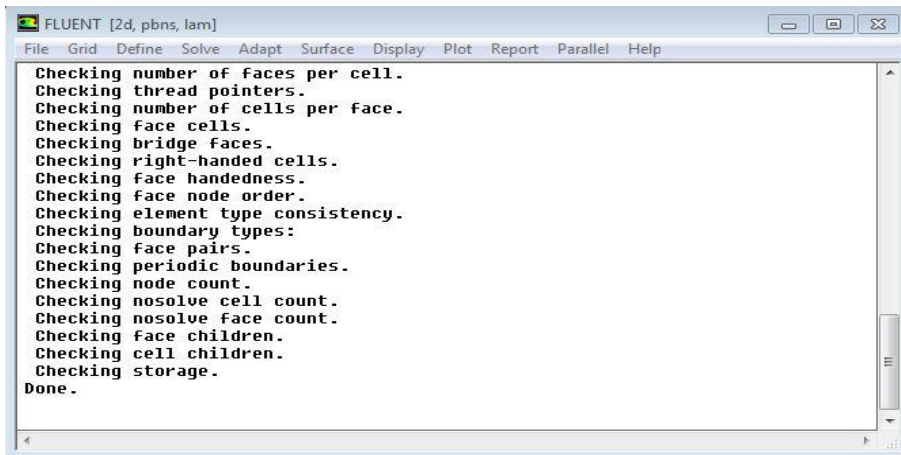 FLUENT [2d, pbns, lam]
File Grid Define Solve Adapt Surface Display Plot Report Parallel Help
Checking number of faces per cell.
Checking thread pointers.
Checking number of cells per face.
Checking face cells.
Checking bridge faces.
Checking right-handed cells.
Checking face handedness.
Checking face node order.
Checking element type consistency.
Checking boundary types:
Checking face pairs.
Checking periodic boundaries.
Checking node count.
Checking nosolve cell count.
Checking nosolve face count.
Checking face children.
Checking cell children.
Checking storage.
Done.